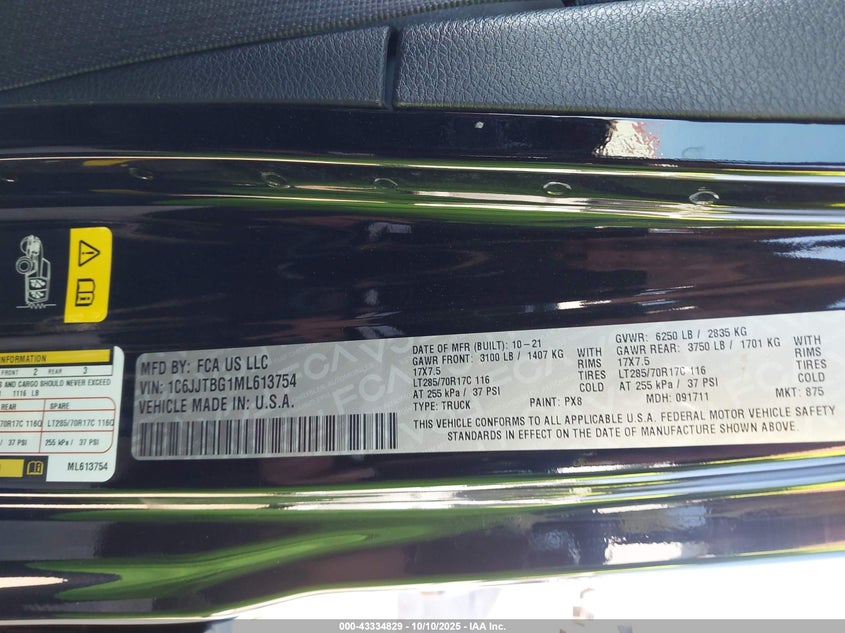 INFORMATION
FRONT 2 REAR 3
S AND CARGO SHOULD NEVER EXCEED
1116 LB
REAR SPARE
70R17C 116Q LT285/70R17C 116Q
/ 37 PSI 255 kPa / 37 PSI
ML613754
MFD BY: FCA US LLC
VIN: 1C6JJTBG1ML613754
VEHICLE MADE IN: U.S.A.
DATE OF MFR (BUILT): 10-21 GVWR: 6250 LB / 2835 KG
GAWR FRONT: 3100 LB / 1407 KG WITH GAWR REAR: 3750 LB / 1701 KG WITH
17X7.5 RIMS 17X7.5 RIMS
LT285/70R17C 116 TIRES LT285/70R17C 116 TIRES
AT 255 kPa / 37 PSI COLD AT 255 kPa / 37 PSI COLD
TYPE: TRUCK PAINT: PX8 MDH: 091711 MKT: 875
THIS VEHICLE CONFORMS TO ALL APPLICABLE U.S.A. FEDERAL MOTOR VEHICLE SAFETY
STANDARDS IN EFFECT ON THE DATE OF MANUFACTURE SHOWN ABOVE.
000-43334829 - 10/10/2025 - IAA Inc.